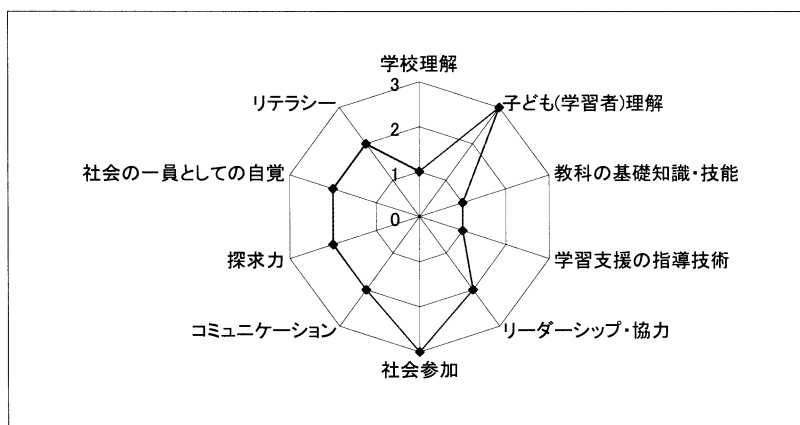 学校理解
3
リテラシー
子ども(学習者)理解
2
社会の一員としての自覚
1
教科の基礎知識・技能
0
探求力
学習支援の指導技術
コミュニケーション
リーダーシップ・協力
社会参加